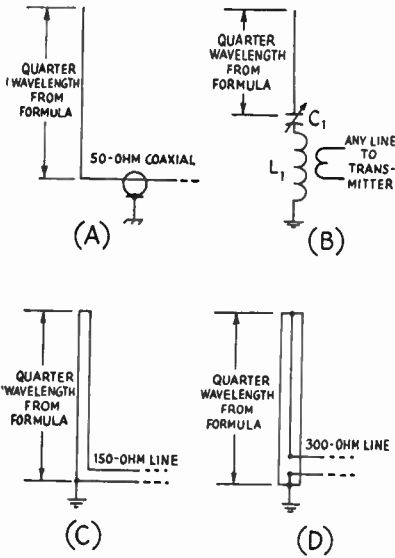 QUARTER
WAVELENGTH
FROM
FORMULA
50-OHM COAXIAL
(A)
QUARTER
WAVELENGTH
FROM
FORMULA
C1
L1
ANY LINE
TO
TRANS-
MITTER
(B)
QUARTER
WAVELENGTH
FROM
FORMULA
150-OHM LINE
(C)
QUARTER
WAVELENGTH
FROM
FORMULA
300-OHM LINE
(D)